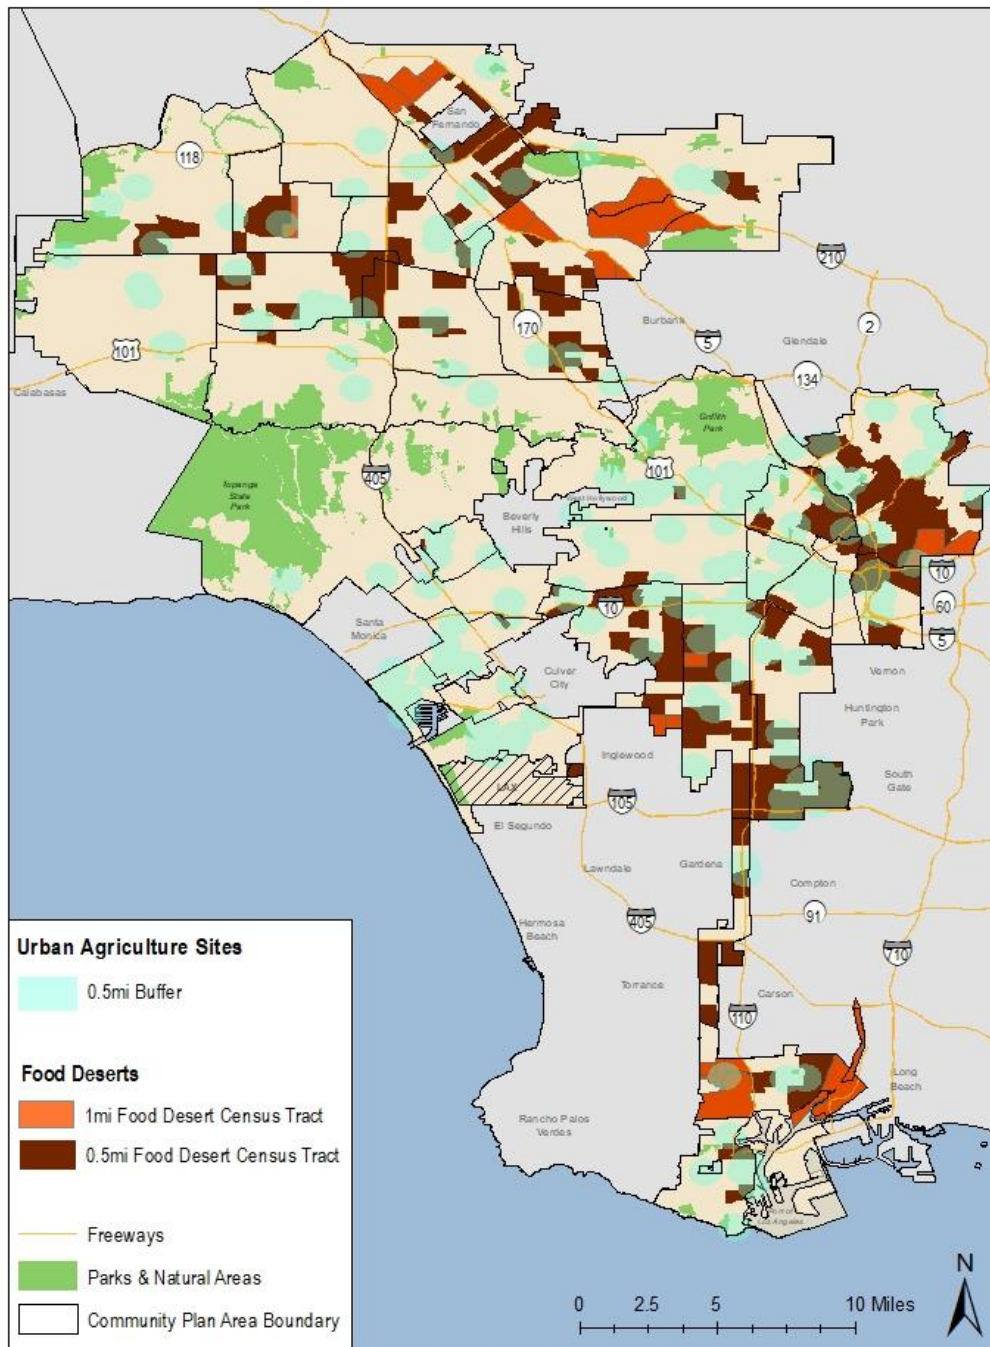 San
Fernando
118
210
170
Burbank
5
2
Glendale
101
134
Calabasas
Griffith
Park
101
405
Topanga
State
Park
West Hollywood
Beverly
Hills
10
10
60
Santa
Monica
5
Culver
City
Vernon
Huntington
Park
Inglewood
South
Gate
LAX
105
El Segundo
Gardena
Lawndale
Compton
91
Hermosa
Beach
405
710
Torrance
Carson
110
Long
Beach
Rancho Palos
Verdes
Port of
Los Angeles
Urban Agriculture Sites
0.5mi Buffer
Food Deserts
1mi Food Desert Census Tract
0.5mi Food Desert Census Tract
Freeways
Parks & Natural Areas
Community Plan Area Boundary
N
0 2.5 5 10 Miles